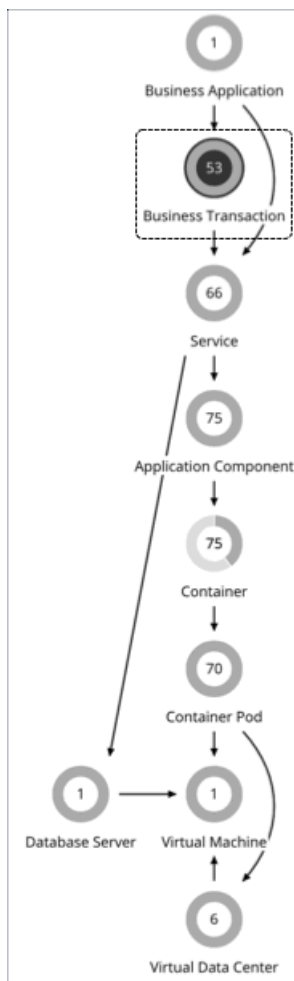 1
Business Application
53
Business Transaction
66
Service
75
Application Component
75
Container
70
Container Pod
1
1
Database Server
Virtual Machine
6
Virtual Data Center